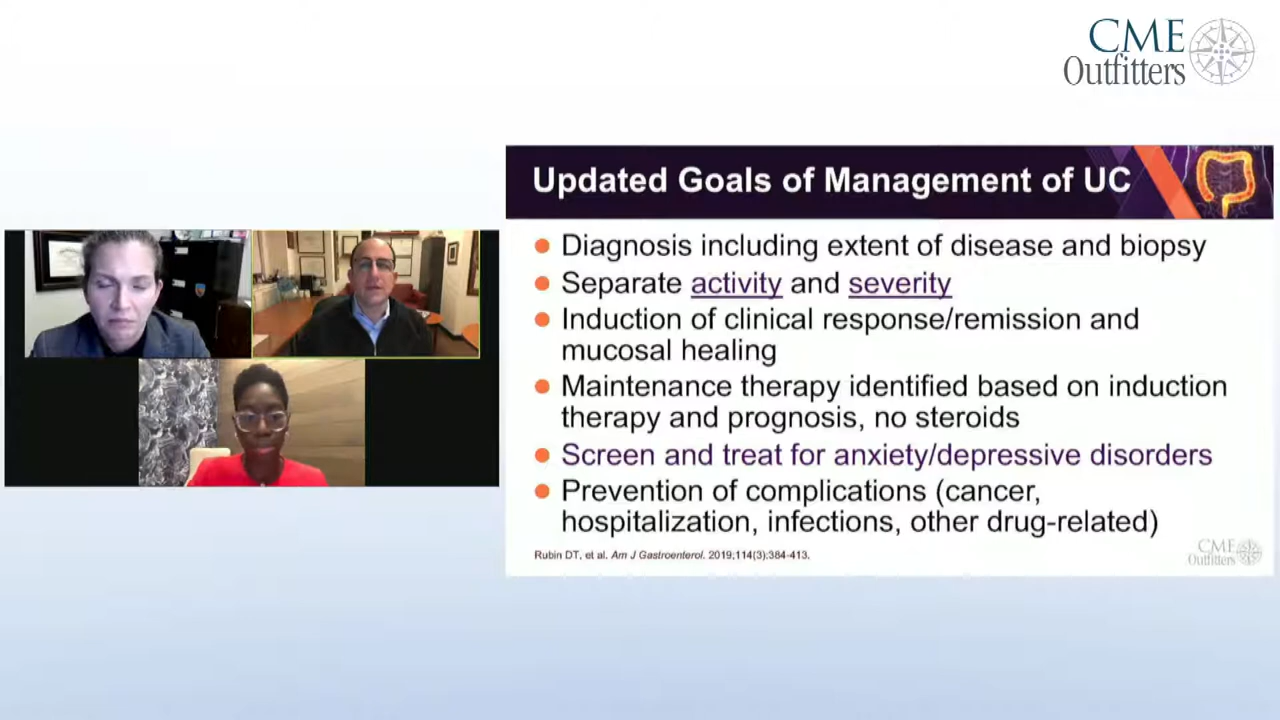 CME
Outfitters
Updated Goals of Management of UC
Diagnosis including extent of disease and biopsy
Separate activity and severity
Induction of clinical response/remission and
mucosal healing
Maintenance therapy identified based on induction
therapy and prognosis, no steroids
Screen and treat for anxiety/depressive disorders
Prevention of complications (cancer,
hospitalization, infections, other drug-related)
Rubin DT, et al. Am J Gastroenterol. 2019;114(3):384-413.
CME
Outfitters